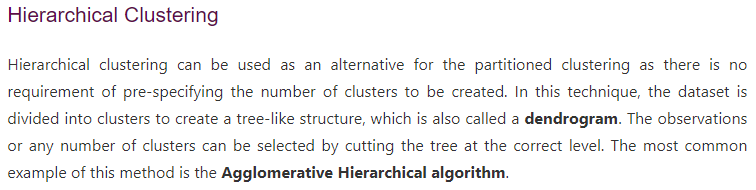 Hierarchical Clustering
Hierarchical clustering can be used as an alternative for the partitioned clustering as there is no
requirement of pre-specifying the number of clusters to be created. In this technique, the dataset is
divided into clusters to create a tree-like structure, which is also called a dendrogram. The observations
or any number of clusters can be selected by cutting the tree at the correct level. The most common
example of this method is the Agglomerative Hierarchical algorithm.